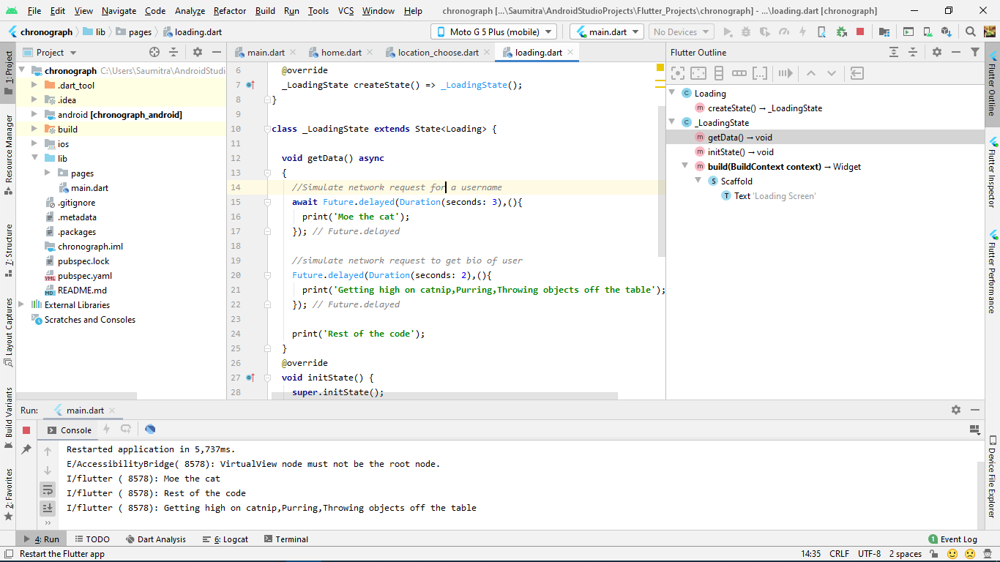 File Edit View Navigate Code Analyze Refactor Build Run Tools VCS Window Help chronograph [...\Saumitra\AndroidStudioProjects\Flutter_Projects\chronograph] - ...\loading.dart [chronograph]
chronograph lib pages loading.dart Moto G 5 Plus (mobile) main.dart No Devices
1: Project
Resource Manager
7: Structure
Layout Captures
Build Variants
2: Favorites
Project
chronograph C:\Users\Saumitra\AndroidStudi
.dart_tool
.idea
android [chronograph_android]
build
ios
lib
pages
main.dart
.gitignore
.metadata
.packages
chronograph.iml
pubspec.lock
pubspec.yaml
README.md
External Libraries
Scratches and Consoles
main.dart home.dart location_choose.dart loading.dart
6 @override
7 _LoadingState createState() => _LoadingState();
8 }
9
10 class _LoadingState extends State<Loading> {
11
12 void getData() async
13 {
14 //Simulate network request for a username
15 await Future.delayed(Duration(seconds: 3),(){
16 print('Moe the cat');
17 }); // Future.delayed
18
19 //simulate network request to get bio of user
20 Future.delayed(Duration(seconds: 2),(){
21 print('Getting high on catnip,Purring,Throwing objects off the table');
22 }); // Future.delayed
23
24 print('Rest of the code');
25 }
26 @override
27 void initState() {
28 super.initState();
Flutter Outline
Loading
createState() → _LoadingState
_LoadingState
getData() → void
initState() → void
build(BuildContext context) → Widget
Scaffold
Text 'Loading Screen'
Flutter Outline
Flutter Inspector
Flutter Performance
Device File Explorer
Run: main.dart
Console
Restarted application in 5,737ms.
E/AccessibilityBridge( 8578): VirtualView node must not be the root node.
I/flutter ( 8578): Moe the cat
I/flutter ( 8578): Rest of the code
I/flutter ( 8578): Getting high on catnip,Purring,Throwing objects off the table
4: Run TODO Dart Analysis 6: Logcat Terminal 1 Event Log
Restart the Flutter app 14:35 CRLF UTF-8 2 spaces